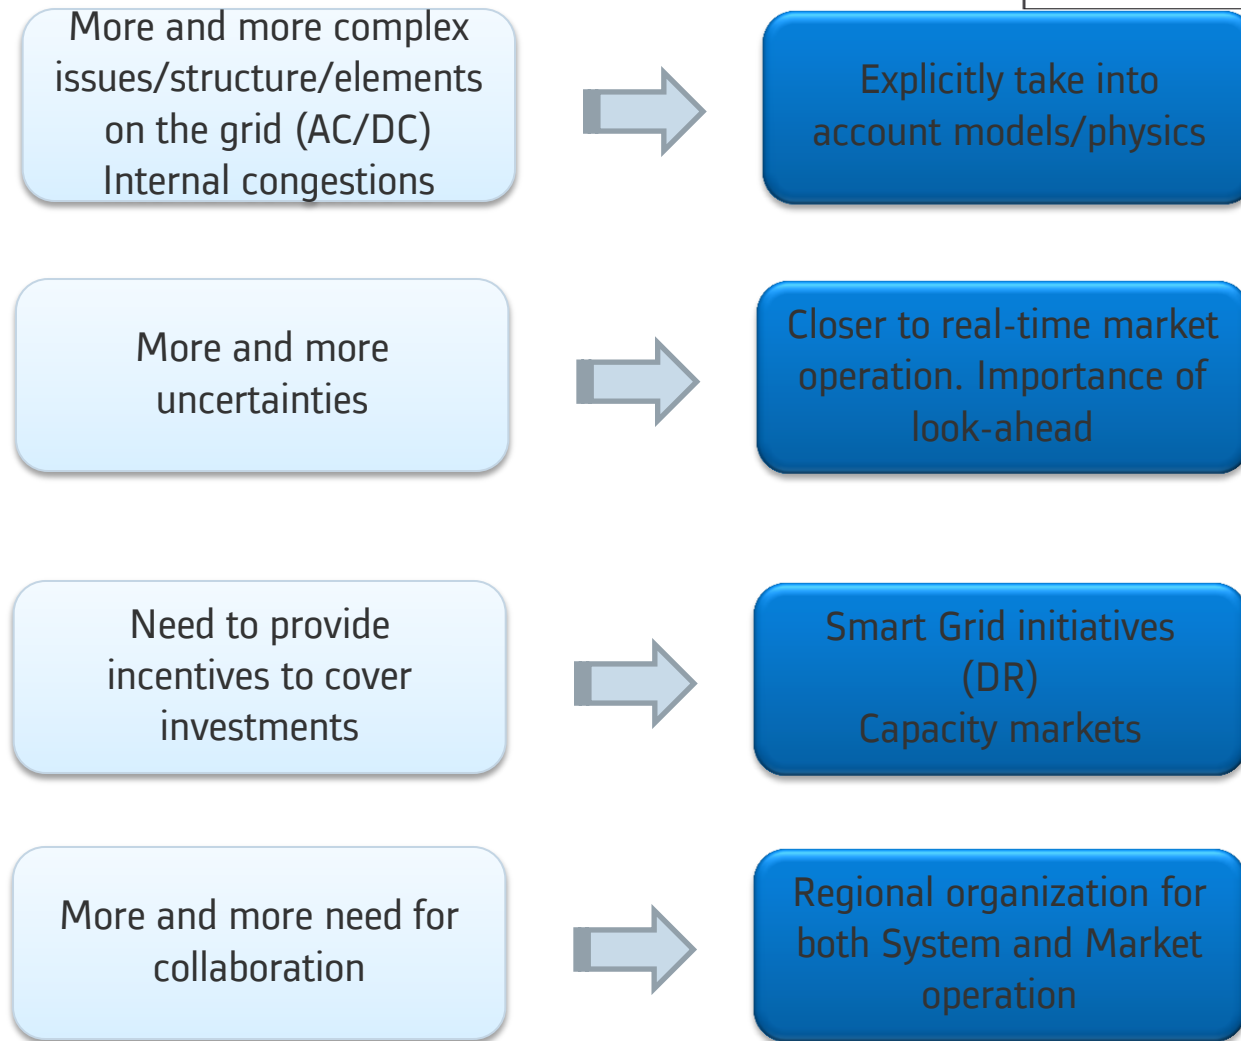 More and more complex
issues/structure/elements
on the grid (AC/DC)
Internal congestions
Explicitly take into
account models/physics
More and more
uncertainties
Closer to real-time market
operation. Importance of
look-ahead
Need to provide
incentives to cover
investments
Smart Grid initiatives
(DR)
Capacity markets
More and more need for
collaboration
Regional organization for
both System and Market
operation